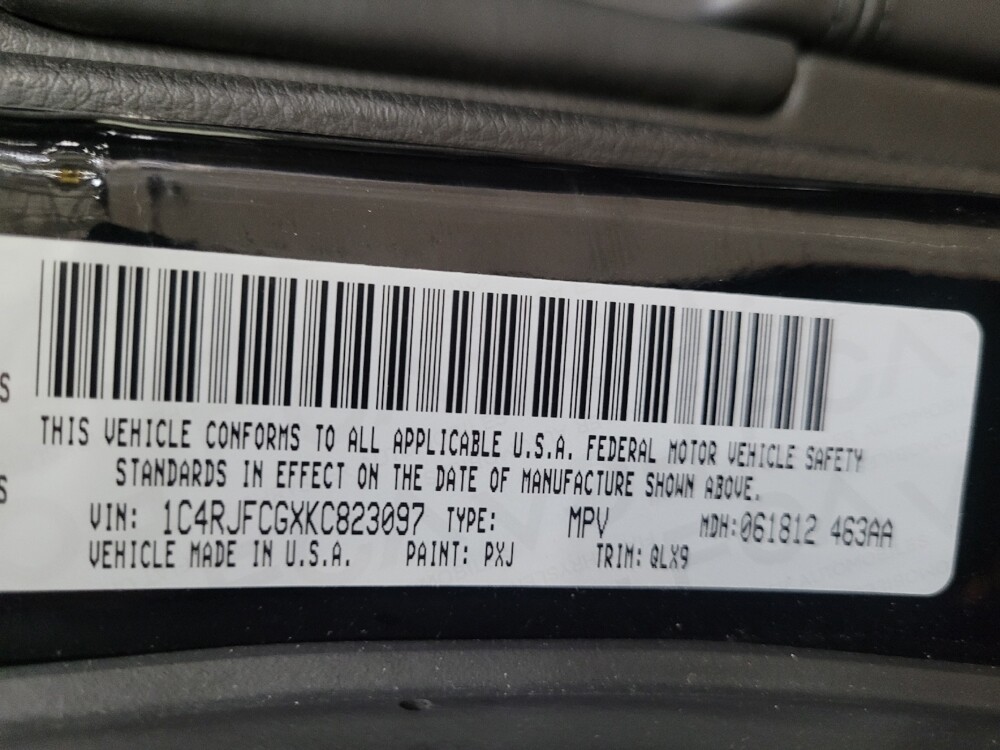 S
THIS VEHICLE CONFORMS TO ALL APPLICABLE U.S.A. FEDERAL MOTOR VEHICLE SAFETY
S
STANDARDS IN EFFECT ON THE DATE OF MANUFACTURE SHOWN ABOVE.
VIN: 1C4RJFCGXKC823097 TYPE: MPV MDH:061812 463AA
VEHICLE MADE IN U.S.A. PAINT: PXJ TRIM: QLX9